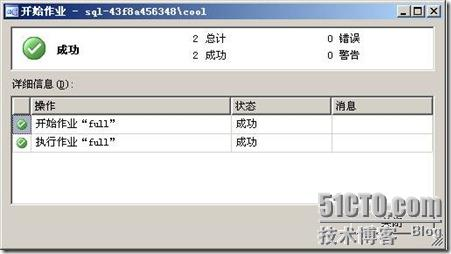 开始作业 - sql-43f8a456348\cool
成功
2 总计
0 错误
2 成功
0 警告
详细信息(D):
操作 状态 消息
开始作业“full” 成功
执行作业“full” 成功
51CTO.com
关闭
技术博客 Blog